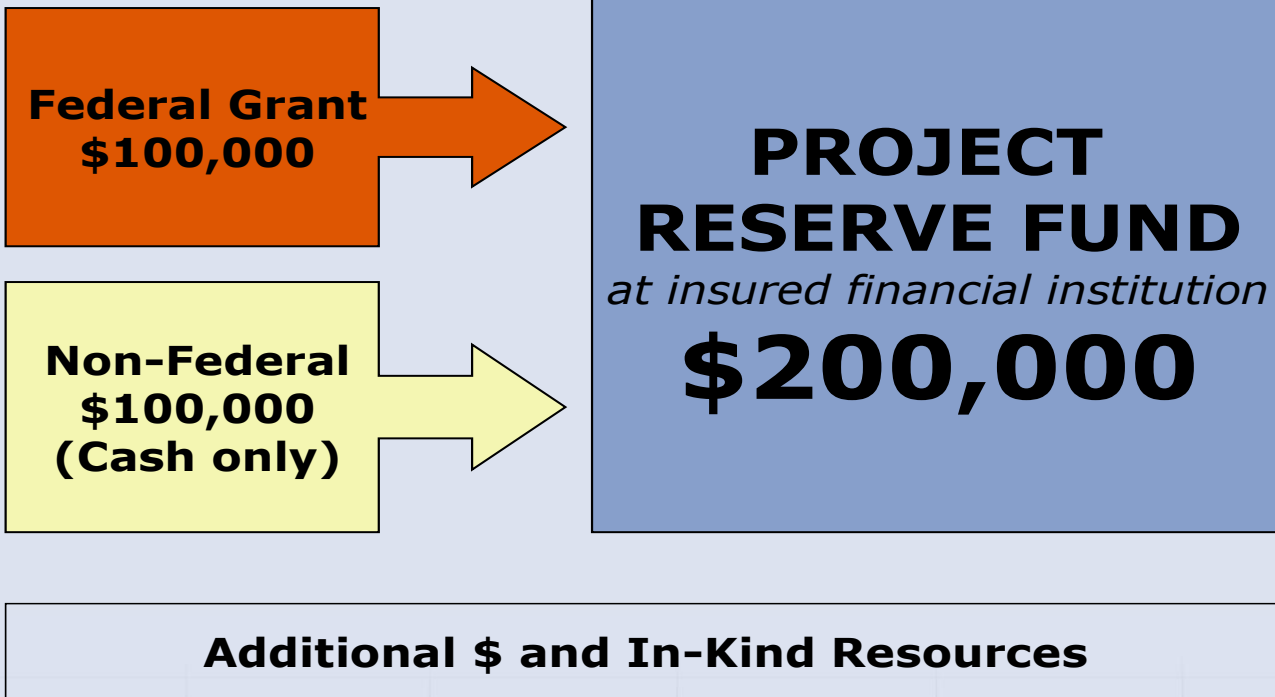 Federal Grant
$100,000
Non-Federal
$100,000
(Cash only)
PROJECT
RESERVE FUND
at insured financial institution
$200,000
Additional $ and In-Kind Resources